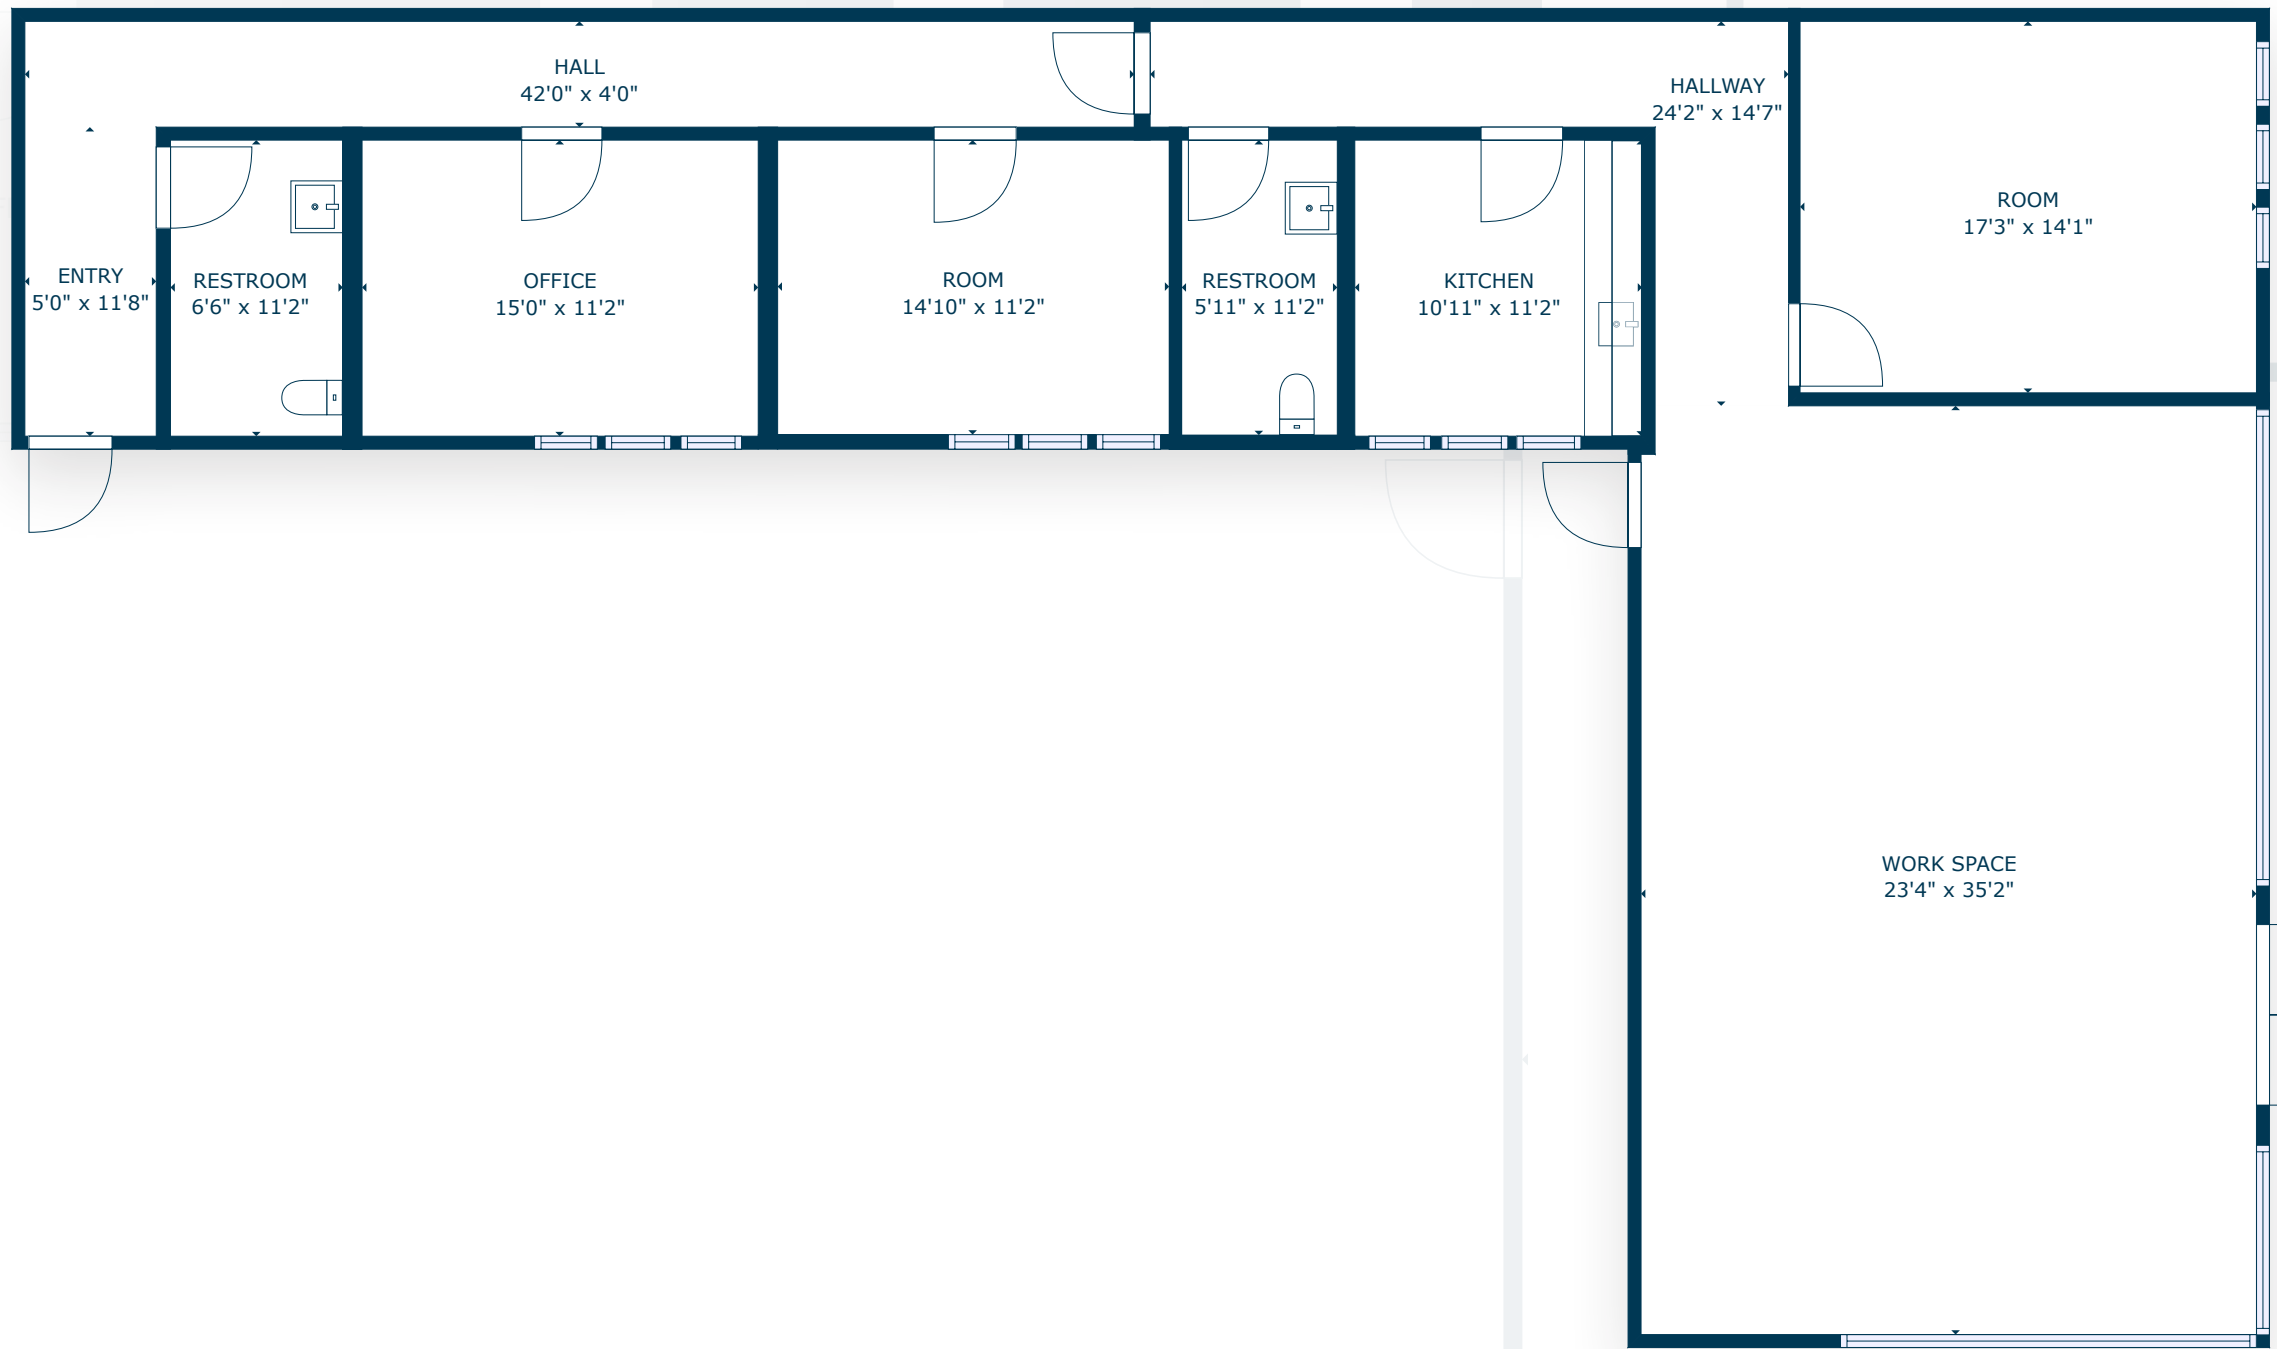 HALL
42'0" x 4'0"
HALLWAY
24'2" x 14'7"
ROOM
17'3" x 14'1"
ENTRY
5'0" x 11'8"
RESTROOM
6'6" x 11'2"
OFFICE
15'0" x 11'2"
ROOM
14'10" x 11'2"
RESTROOM
5'11" x 11'2"
KITCHEN
10'11" x 11'2"
WORK SPACE
23'4" x 35'2"